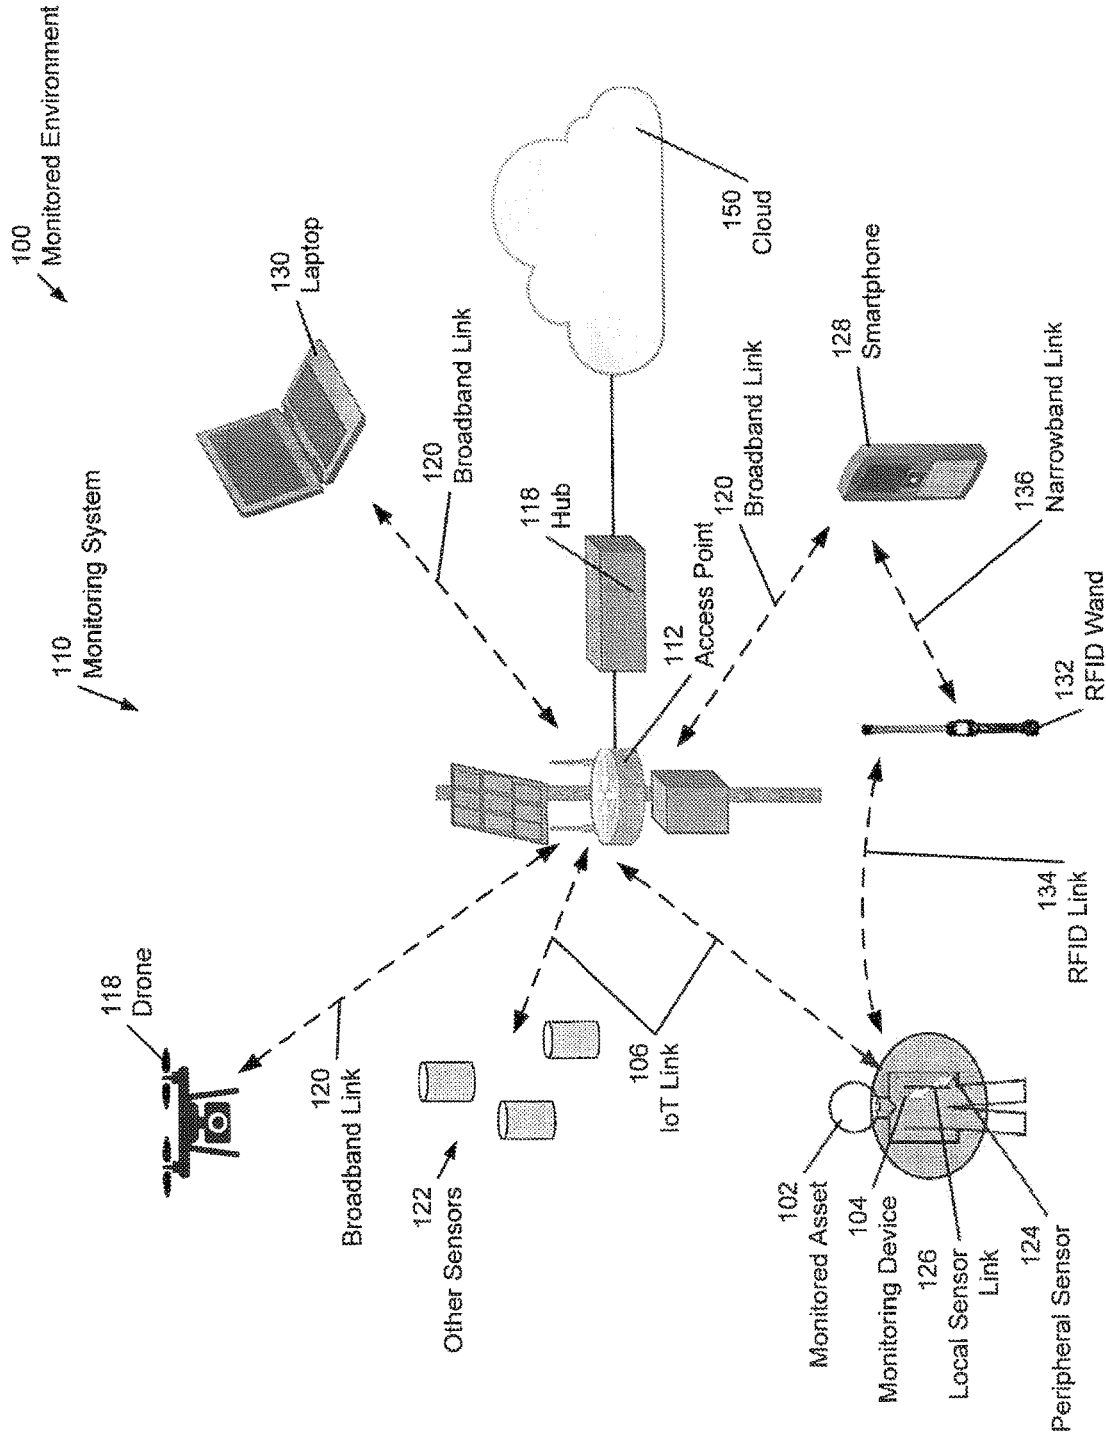 100
Monitored Environment
110
Monitoring System
118
Drone
130
Laptop
120
Broadband Link
120
Broadband Link
122
Other Sensors
118
Hub
150
Cloud
106
IoT Link
112
Access Point
120
Broadband Link
128
Smartphone
102
Monitored Asset
104
Monitoring Device
126
Local Sensor
Link
124
Peripheral Sensor
134
RFID Link
132
RFID Wand
136
Narrowband Link